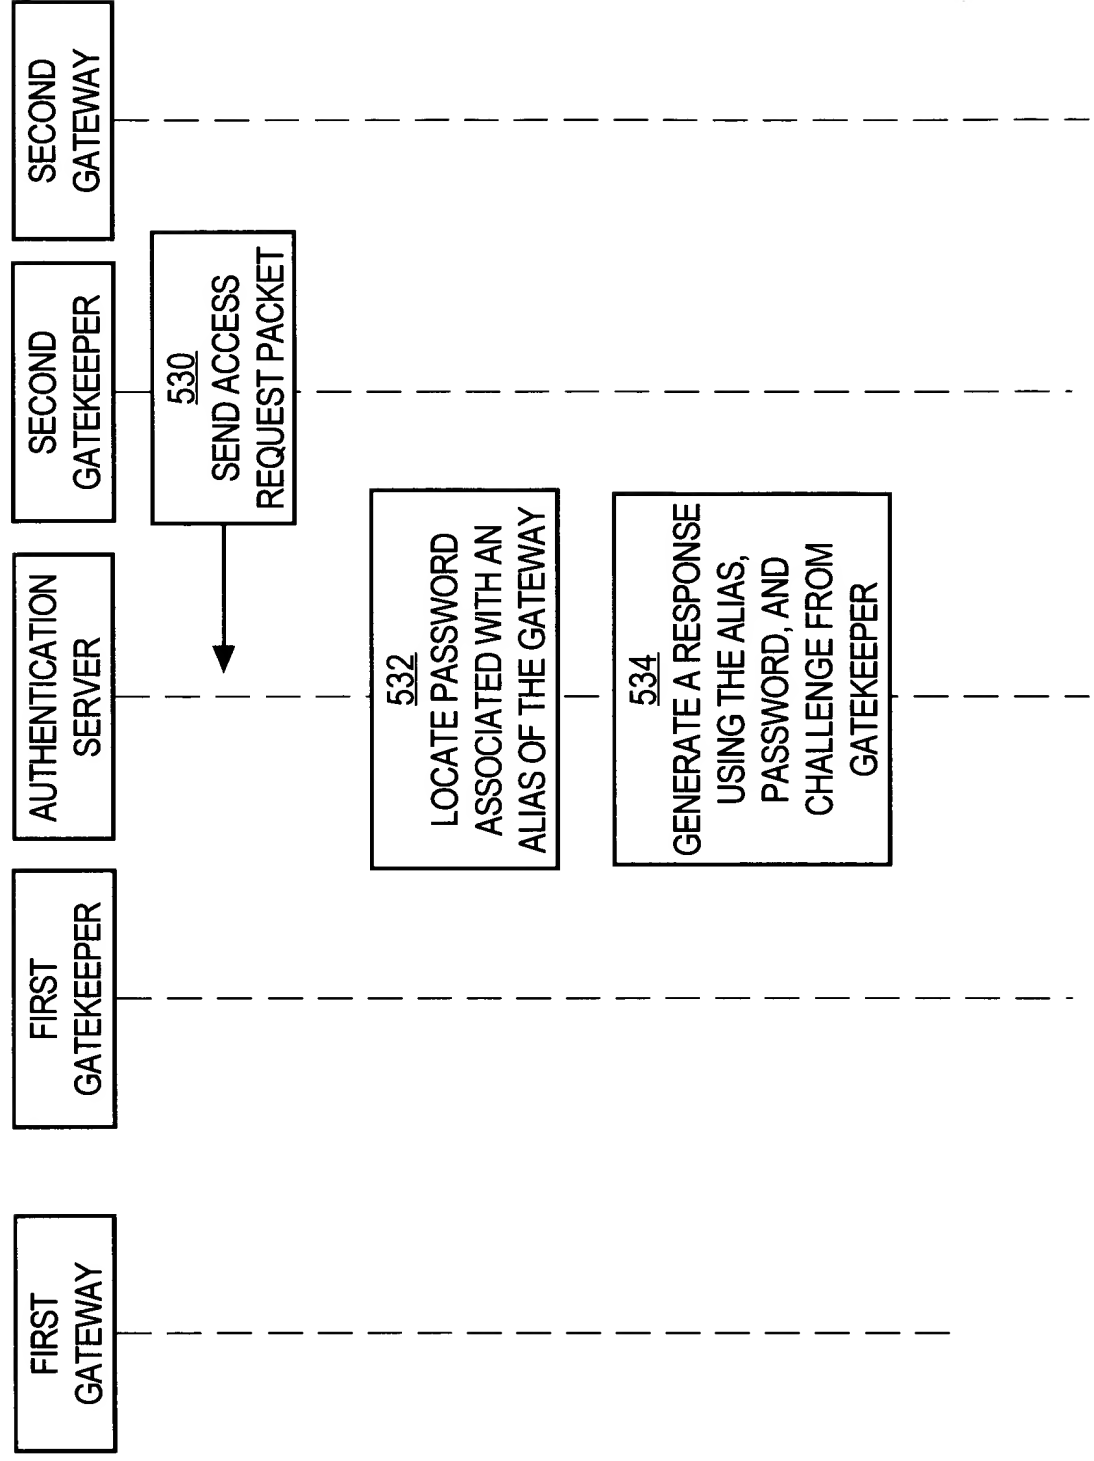 FIRST
GATEWAY
FIRST
GATEKEEPER
AUTHENTICATION
SERVER
SECOND
GATEKEEPER
SECOND
GATEWAY
530
SEND ACCESS
REQUEST PACKET
532
LOCATE PASSWORD
ASSOCIATED WITH AN
ALIAS OF THE GATEWAY
534
GENERATE A RESPONSE
USING THE ALIAS,
PASSWORD, AND
CHALLENGE FROM
GATEKEEPER